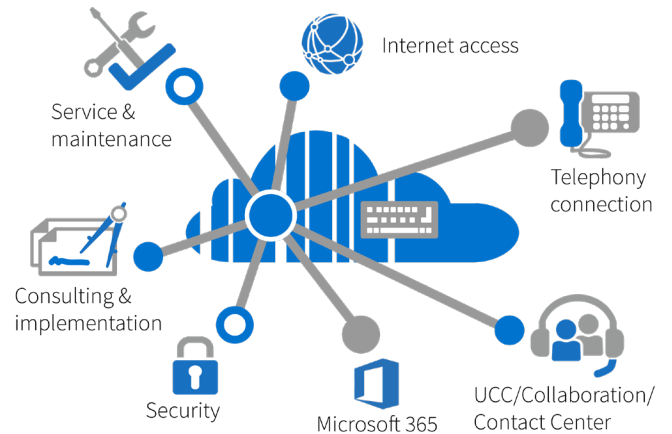 Internet access
Service &
maintenance
Telephony
connection
Consulting &
implementation
Security
Microsoft 365
UCC/Collaboration/
Contact Center